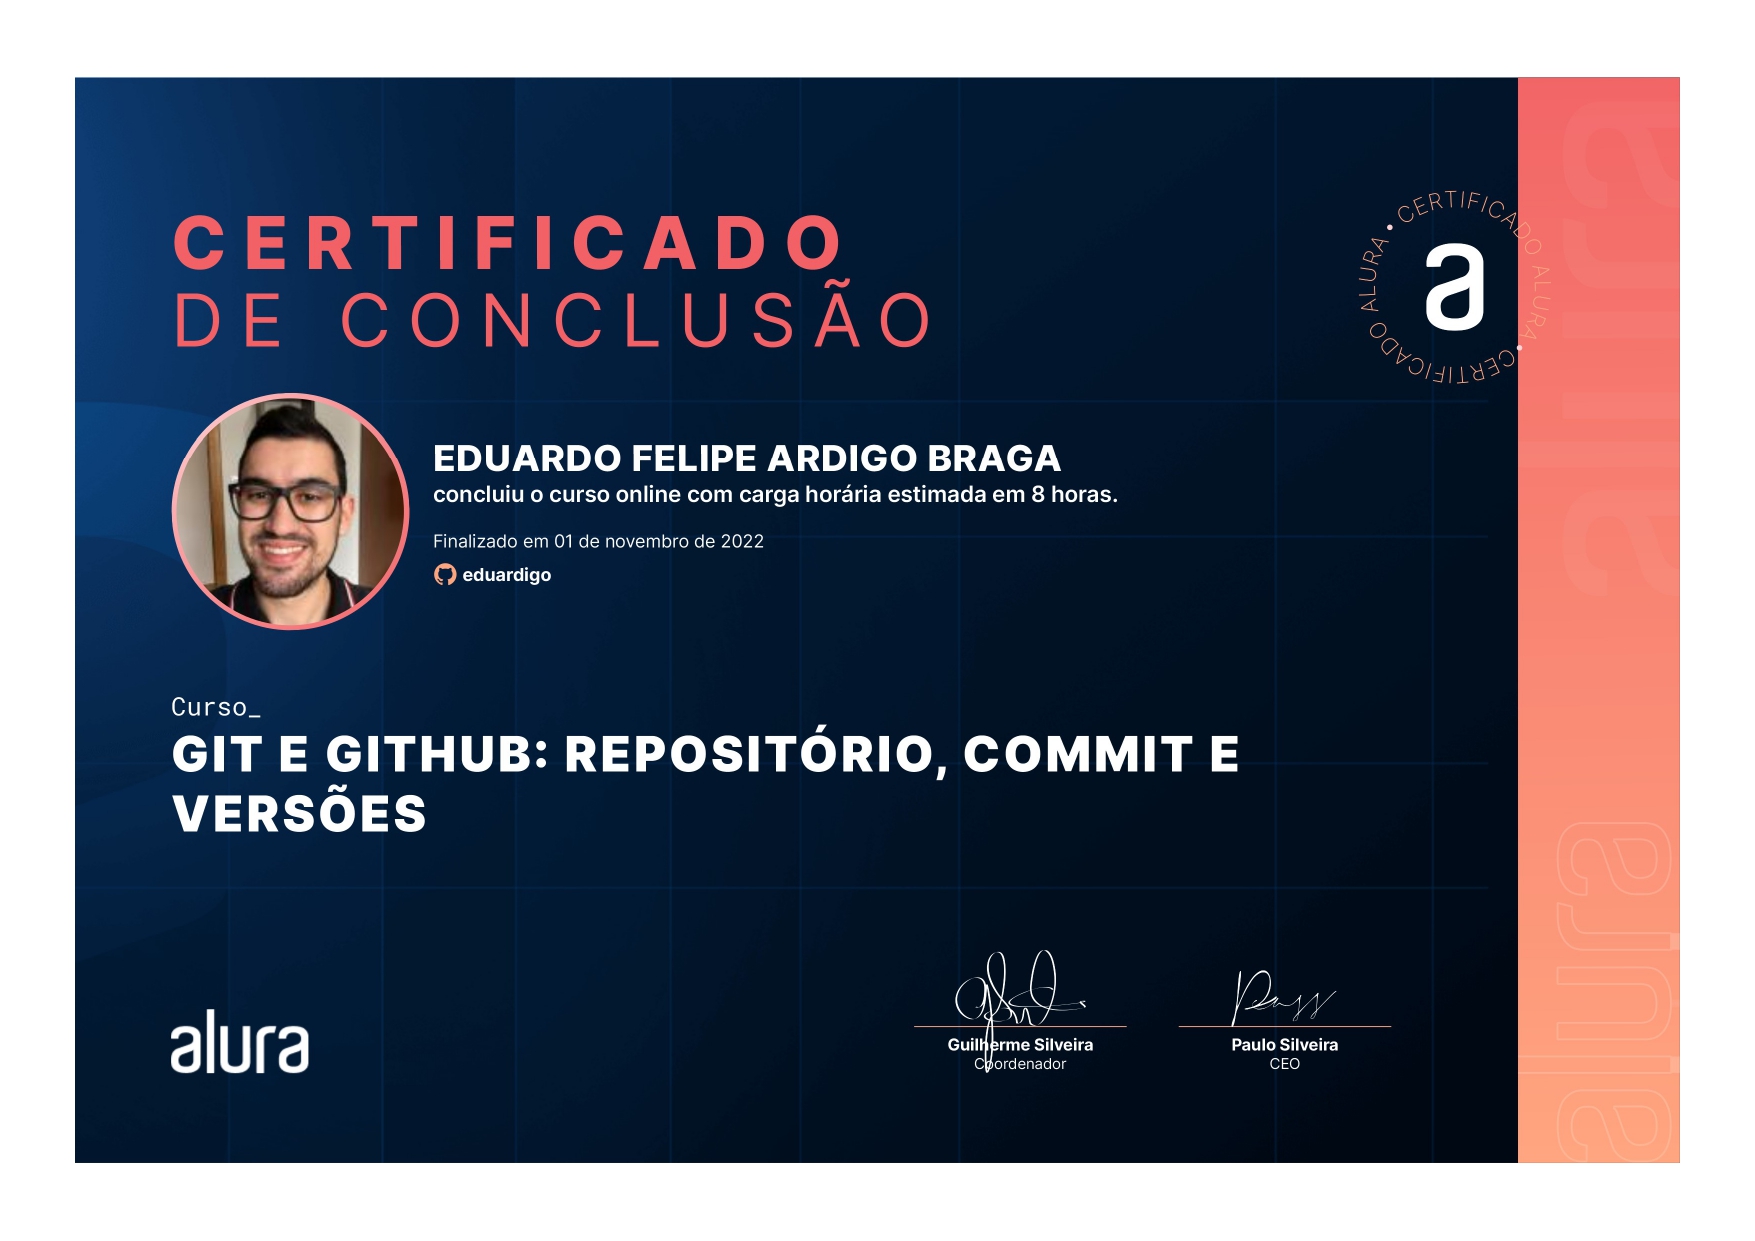 CERTIFICADO
DE CONCLUSÃO
CERTIFICADO ALURA • CERTIFICADO ALURA •
a
EDUARDO FELIPE ARDIGO BRAGA
concluiu o curso online com carga horária estimada em 8 horas.
Finalizado em 01 de novembro de 2022
eduardigo
Curso_
GIT E GITHUB: REPOSITÓRIO, COMMIT E
VERSÕES
alura
Guilherme Silveira
Coordenador
Paulo Silveira
CEO
alura
alura